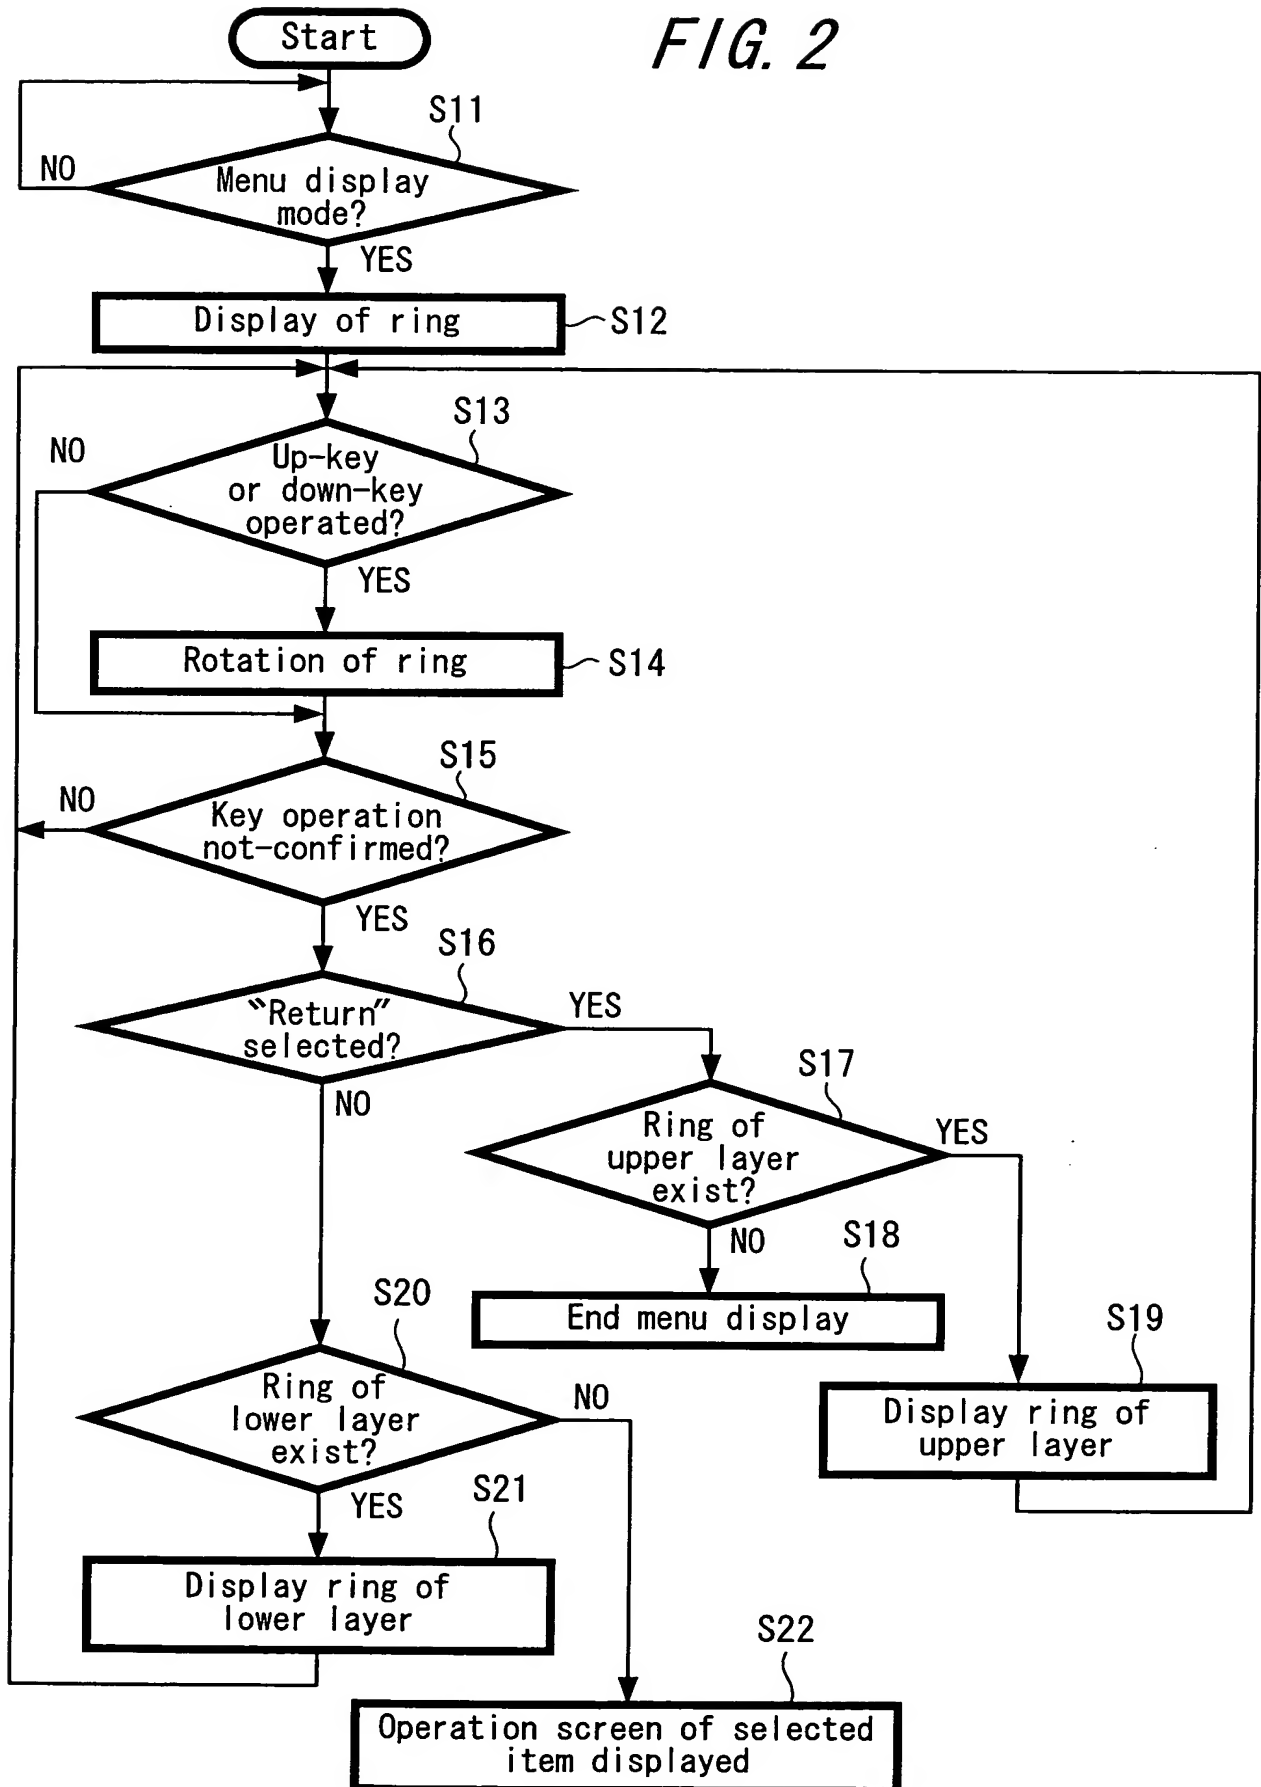 Start
FIG. 2
S11
NO
Menu display
mode?
YES
Display of ring
S12
S13
NO
Up-key
or down-key
operated?
YES
Rotation of ring
S14
S15
NO
Key operation
not-confirmed?
YES
S16
"Return"
selected?
YES
NO
S17
Ring of
upper layer
exist?
YES
NO
S18
End menu display
S19
Display ring of
upper layer
S20
Ring of
lower layer
exist?
NO
YES
S21
Display ring of
lower layer
S22
Operation screen of selected
item displayed